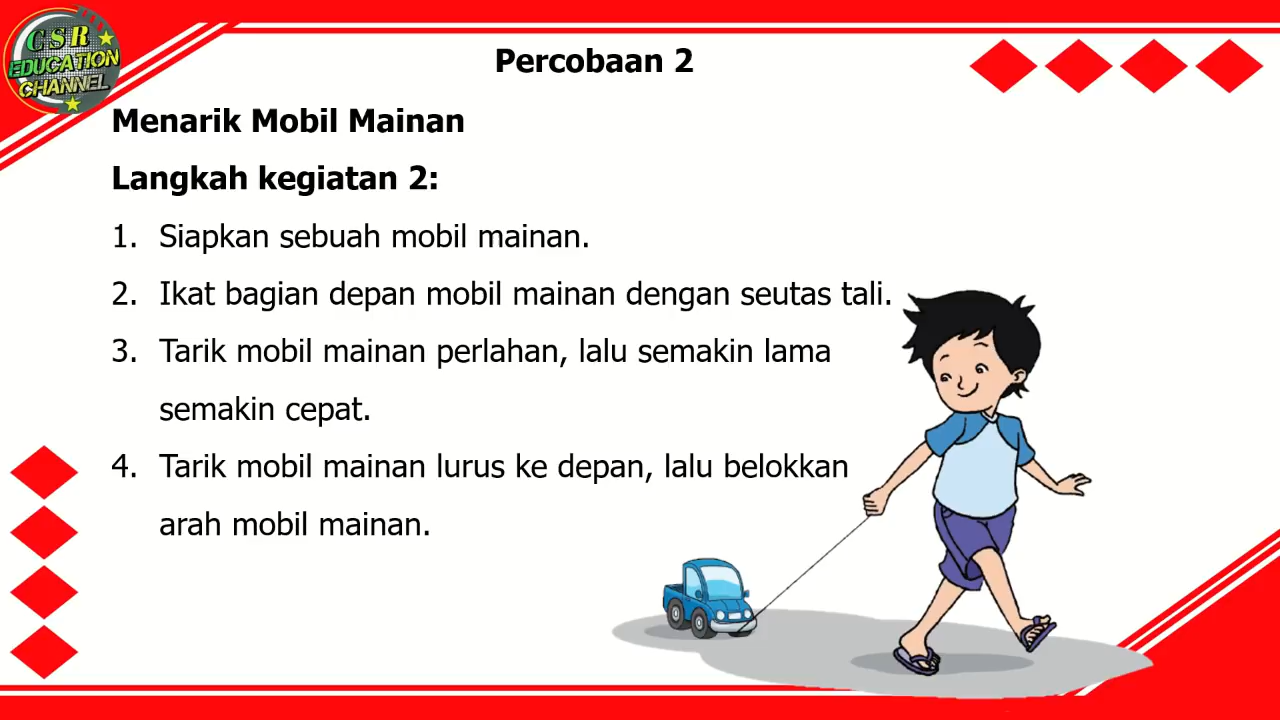 CSR
EDUCATION
CHANNEL
Percobaan 2
Menarik Mobil Mainan
Langkah kegiatan 2:
1. Siapkan sebuah mobil mainan.
2. Ikat bagian depan mobil mainan dengan seutas tali.
3. Tarik mobil mainan perlahan, lalu semakin lama
semakin cepat.
4. Tarik mobil mainan lurus ke depan, lalu belokkan
arah mobil mainan.